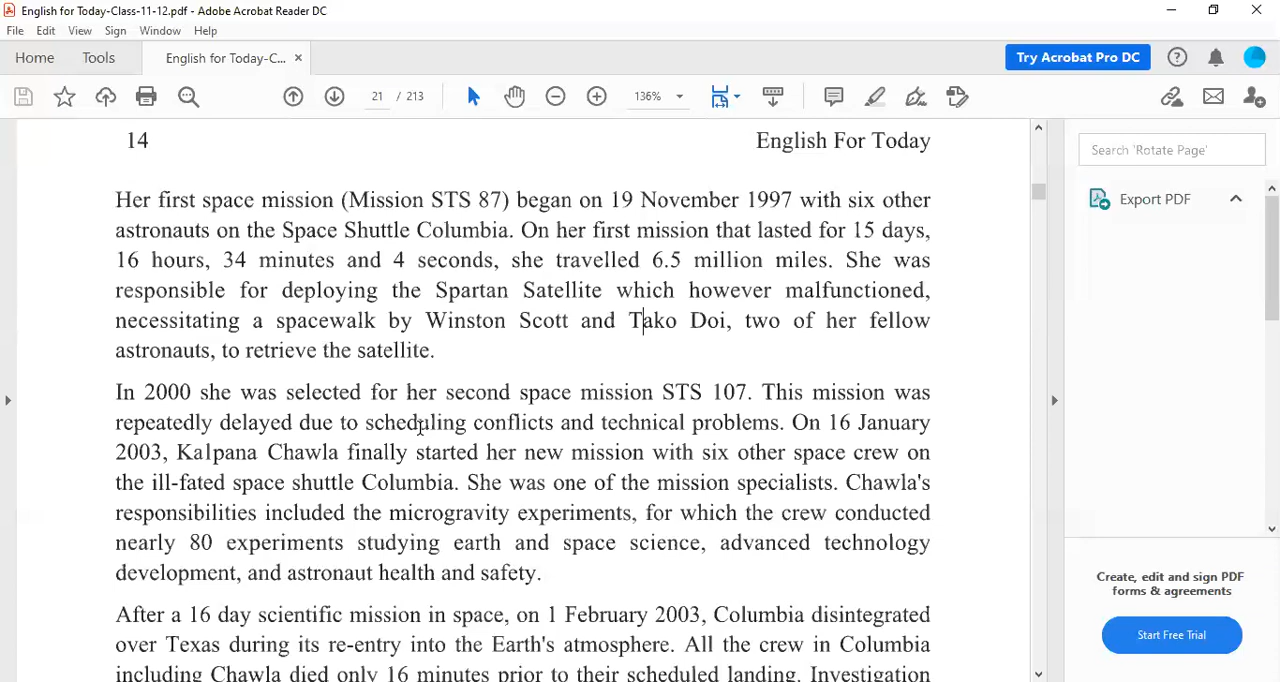 English for Today-Class-11-12.pdf - Adobe Acrobat Reader DC
File Edit View Sign Window Help
Home Tools English for Today-C... ×
Try Acrobat Pro DC
21 / 213 136%
14 English For Today
Search 'Rotate Page'
Export PDF
Her first space mission (Mission STS 87) began on 19 November 1997 with six other
astronauts on the Space Shuttle Columbia. On her first mission that lasted for 15 days,
16 hours, 34 minutes and 4 seconds, she travelled 6.5 million miles. She was
responsible for deploying the Spartan Satellite which however malfunctioned,
necessitating a spacewalk by Winston Scott and Tako Doi, two of her fellow
astronauts, to retrieve the satellite.
In 2000 she was selected for her second space mission STS 107. This mission was
repeatedly delayed due to scheduling conflicts and technical problems. On 16 January
2003, Kalpana Chawla finally started her new mission with six other space crew on
the ill-fated space shuttle Columbia. She was one of the mission specialists. Chawla's
responsibilities included the microgravity experiments, for which the crew conducted
nearly 80 experiments studying earth and space science, advanced technology
development, and astronaut health and safety.
After a 16 day scientific mission in space, on 1 February 2003, Columbia disintegrated
over Texas during its re-entry into the Earth's atmosphere. All the crew in Columbia
including Chawla died only 16 minutes prior to their scheduled landing. Investigation
Create, edit and sign PDF
forms & agreements
Start Free Trial